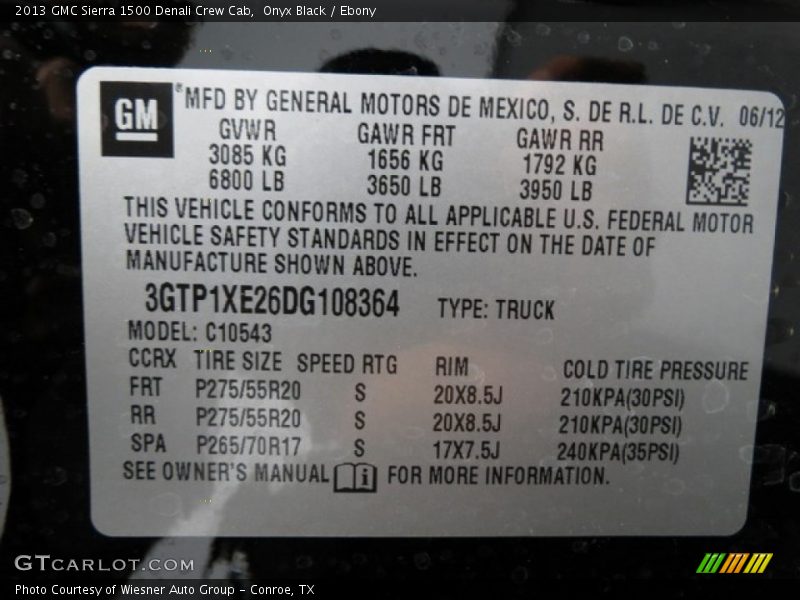 2013 GMC Sierra 1500 Denali Crew Cab,  Onyx Black / Ebony
GM ® MFD BY GENERAL MOTORS DE MEXICO, S. DE R.L. DE C.V. 06/12
GVWR GAWR FRT GAWR RR
3085 KG 1656 KG 1792 KG
6800 LB 3650 LB 3950 LB
THIS VEHICLE CONFORMS TO ALL APPLICABLE U.S. FEDERAL MOTOR
VEHICLE SAFETY STANDARDS IN EFFECT ON THE DATE OF
MANUFACTURE SHOWN ABOVE.
3GTP1XE26DG108364 TYPE: TRUCK
MODEL: C10543
CCRX TIRE SIZE SPEED RTG RIM COLD TIRE PRESSURE
FRT P275/55R20 S 20X8.5J 210KPA(30PSI)
RR P275/55R20 S 20X8.5J 210KPA(30PSI)
SPA P265/70R17 S 17X7.5J 240KPA(35PSI)
SEE OWNER'S MANUAL i FOR MORE INFORMATION.
GTCARLOT.COM
Photo Courtesy of Wiesner Auto Group – Conroe, TX